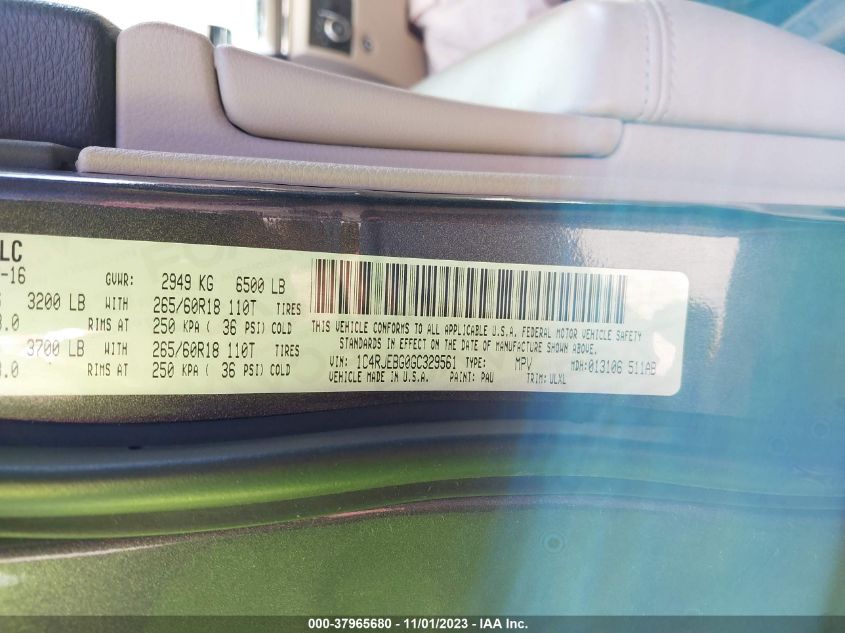 LC
-16 GVWR: 2949 KG 6500 LB
3200 LB WITH 265/60R18 110T TIRES
.0 RIMS AT 250 KPA ( 36 PSI) COLD
3700 LB WITH 265/60R18 110T TIRES
.0 RIMS AT 250 KPA ( 36 PSI) COLD
THIS VEHICLE CONFORMS TO ALL APPLICABLE U.S.A. FEDERAL MOTOR VEHICLE SAFETY
STANDARDS IN EFFECT ON THE DATE OF MANUFACTURE SHOWN ABOVE.
VIN: 1C4RJEBG0GC329561 TYPE: MPV MDH: 013106 511AB
VEHICLE MADE IN U.S.A. PAINT: PAU TRIM: ULXL
000-37965680 - 11/01/2023 - IAA Inc.